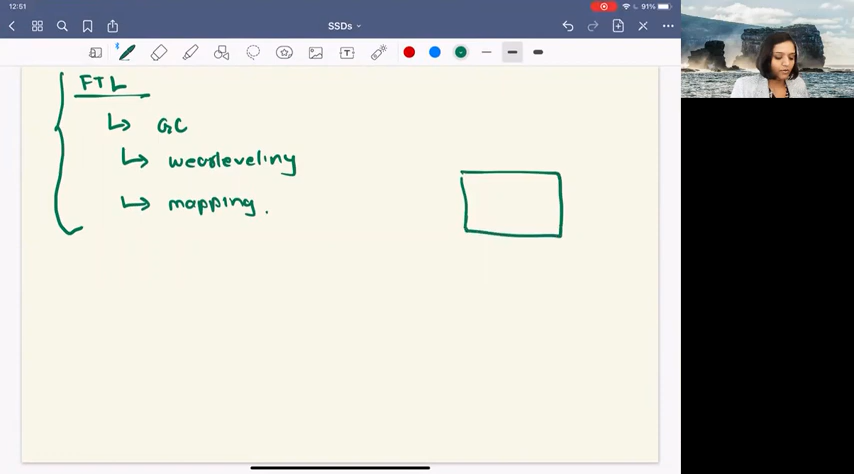 12:51
91%
SSDs
FTL
↳ GC
↳ wearleveling
↳ mapping.